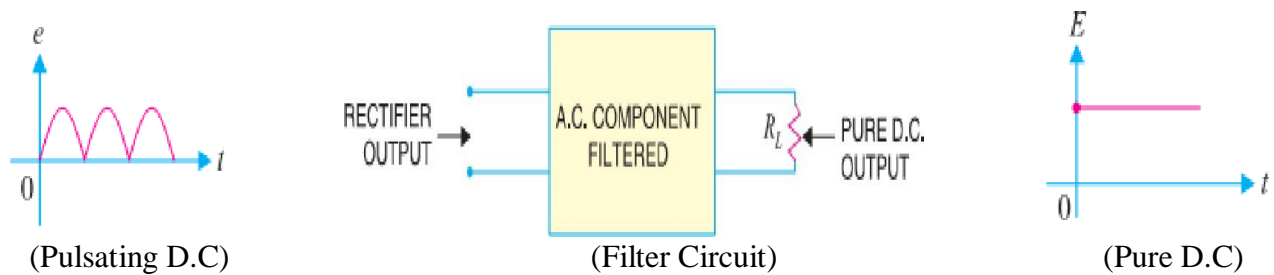 e
t
0
(Pulsating D.C)
RECTIFIER
OUTPUT
A.C. COMPONENT
FILTERED
R_L
PURE D.C.
OUTPUT
(Filter Circuit)
E
t
0
(Pure D.C)